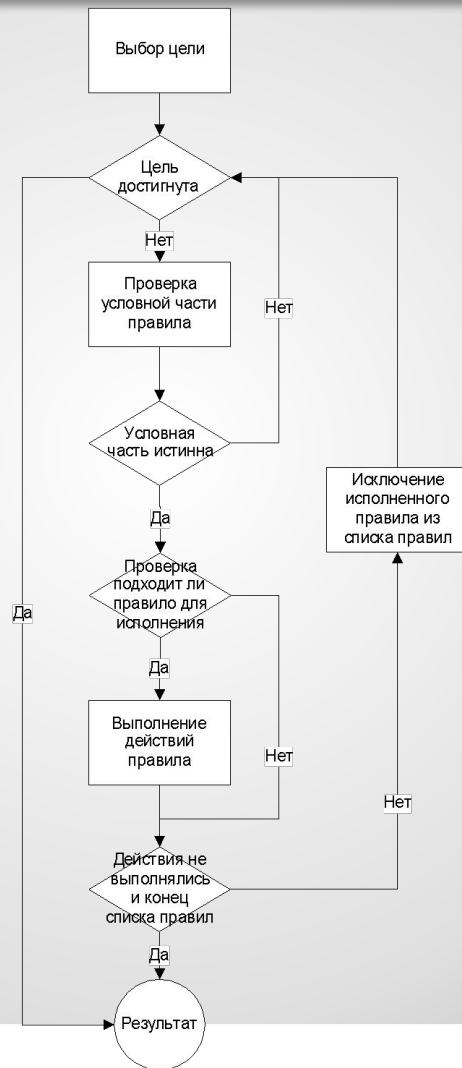 Выбор цели
Цель
достигнута
Нет
Проверка
условной части
правила
Нет
Условная
часть истинна
Исключение
исполненного
правила из
списка правил
Да
Проверка
подходит ли
правило для
исполнения
Да
Да
Выполнение
действий
правила
Нет
Нет
Действия не
выполнялись
и конец
списка правил
Да
Результат